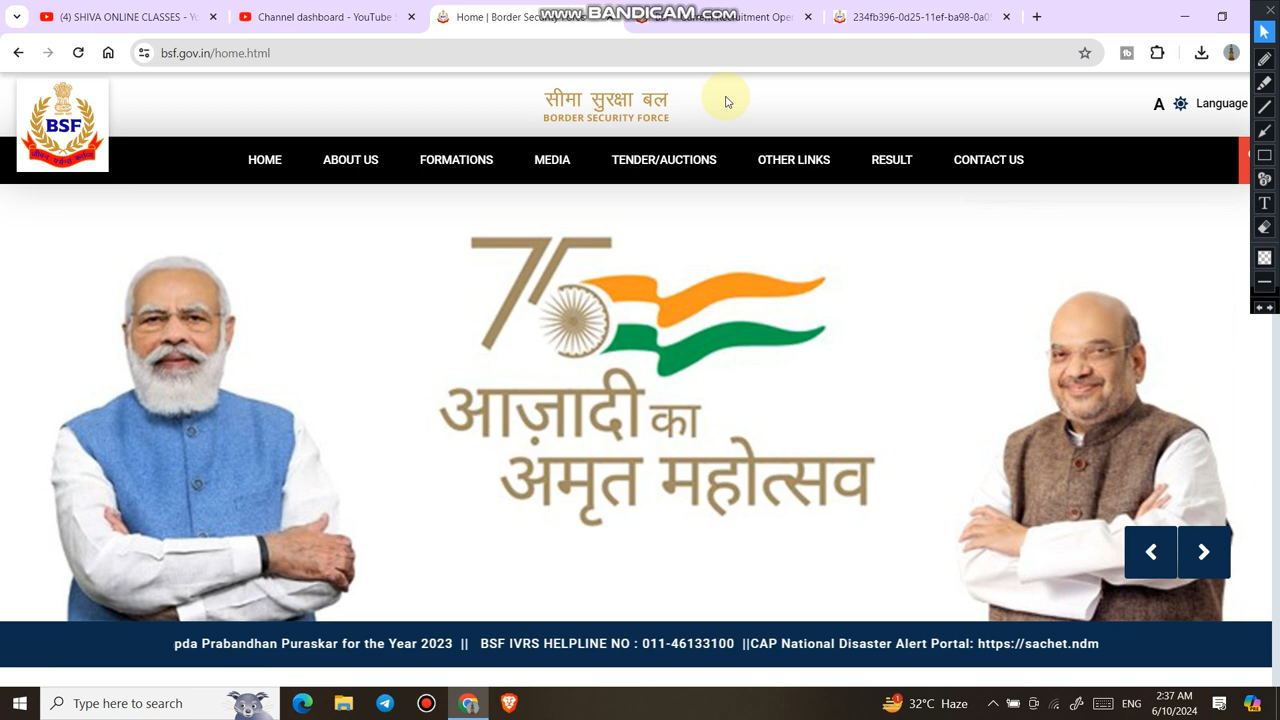 (4) SHIVA ONLINE CLASSES - Y
Channel dashboard - YouTube S
Home | Border Securi
ruitment Oper
234fb396-0d25-11ef-ba98-0a0
www.BANDICAM.com
bsf.gov.in/home.html
BSF
सीमा सुरक्षा बल
BORDER SECURITY FORCE
A
Language
HOME
ABOUT US
FORMATIONS
MEDIA
TENDER/AUCTIONS
OTHER LINKS
RESULT
CONTACT US
75
आज़ादी का
अमृत महोत्सव
pda Prabandhan Puraskar for the Year 2023 || BSF IVRS HELPLINE NO : 011-46133100 ||CAP National Disaster Alert Portal: https://sachet.ndm
Type here to search
32°C Haze
ENG
2:37 AM
6/10/2024